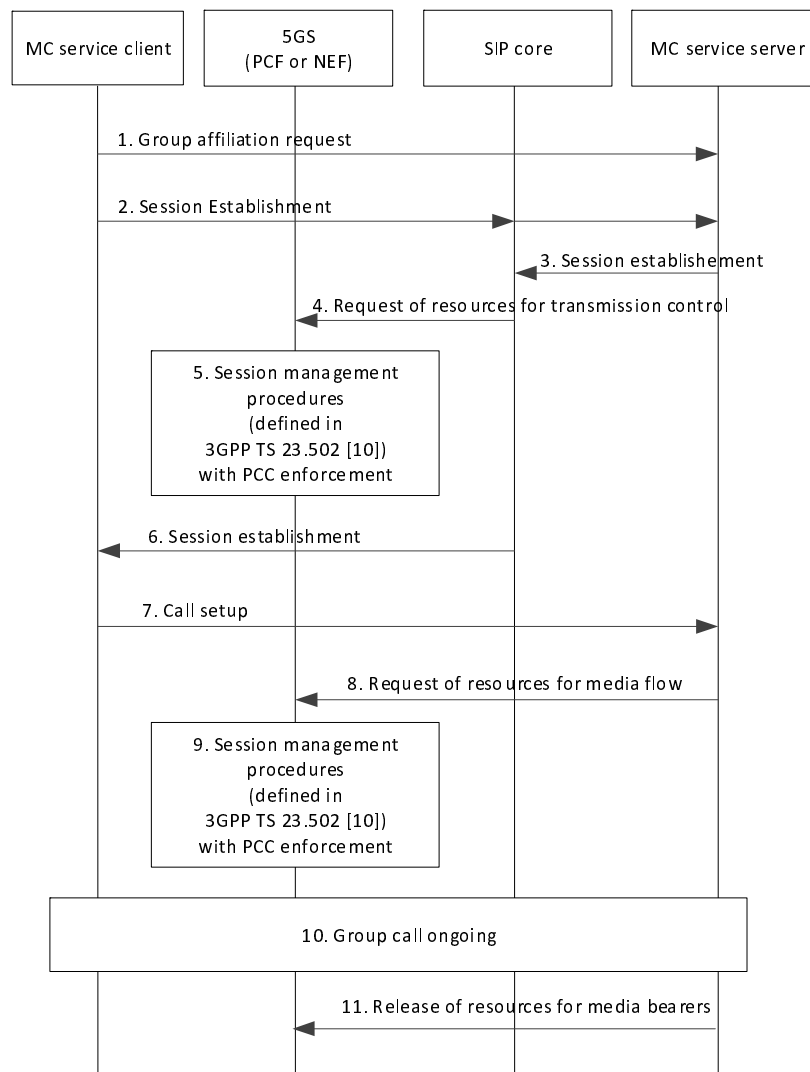 MC service client
5GS
(PCF or NEF)
SIP core
MC service server
1. Group affiliation request
2. Session Establishment
3. Session establishement
4. Request of resources for transmission control
5. Session management
procedures
(defined in
3GPP TS 23.502 [10])
with PCC enforcement
6. Session establishment
7. Call setup
8. Request of resources for media flow
9. Session management
procedures
(defined in
3GPP TS 23.502 [10])
with PCC enforcement
10. Group call ongoing
11. Release of resources for media bearers